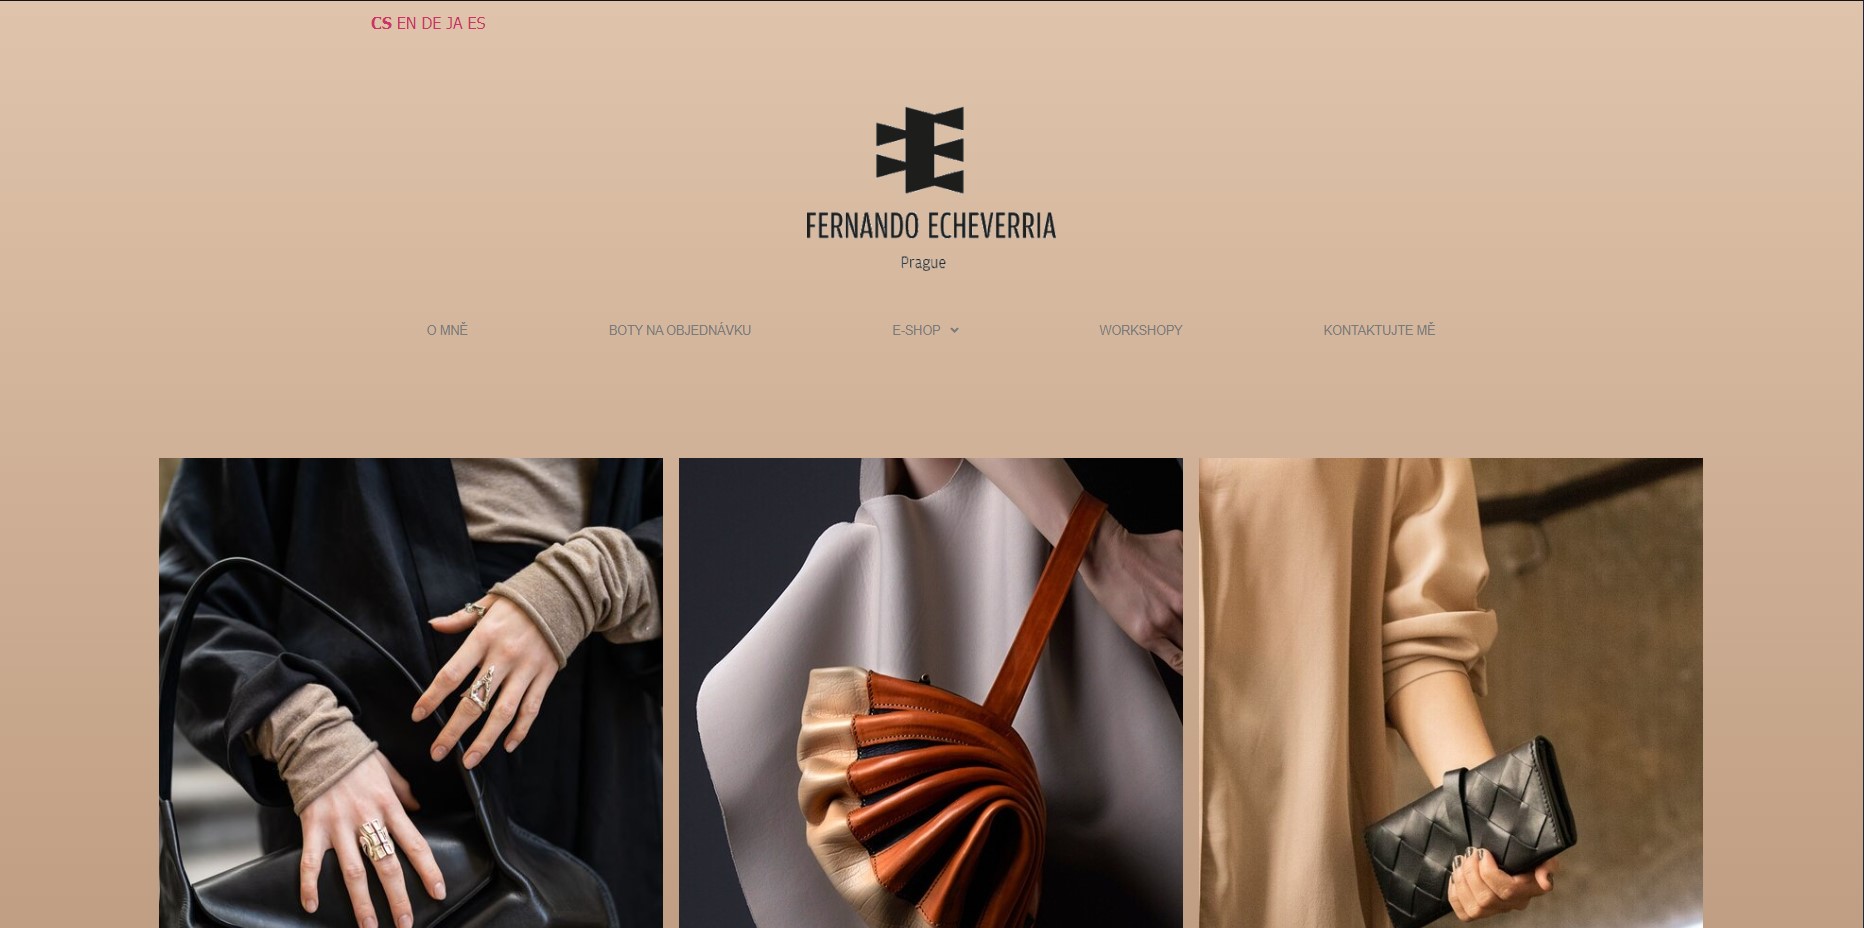 CS EN DE JA ES
FERNANDO ECHEVERRIA
Prague
O MNĚ BOTY NA OBJEDNÁVKU E-SHOP WORKSHOPY KONTAKTUJTE MĚ